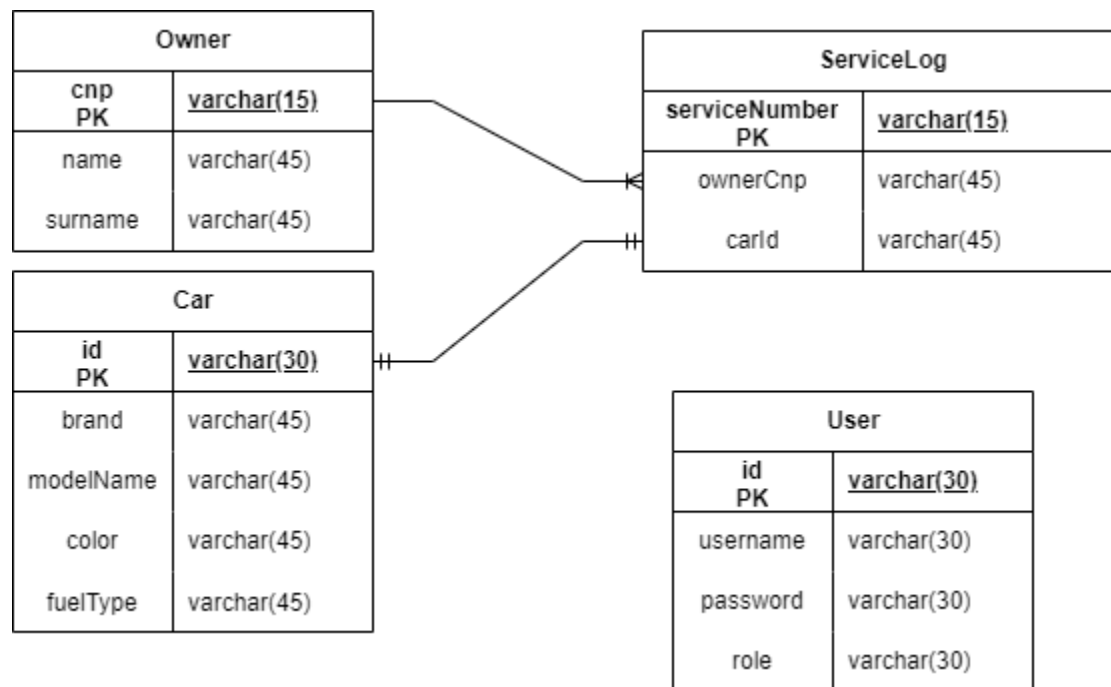 Owner
cnp
PK
varchar(15)
name varchar(45)
surname varchar(45)
ServiceLog
serviceNumber
PK
varchar(15)
ownerCnp varchar(45)
carId varchar(45)
Car
id
PK
varchar(30)
brand varchar(45)
modelName varchar(45)
color varchar(45)
fuelType varchar(45)
User
id
PK
varchar(30)
username varchar(30)
password varchar(30)
role varchar(30)